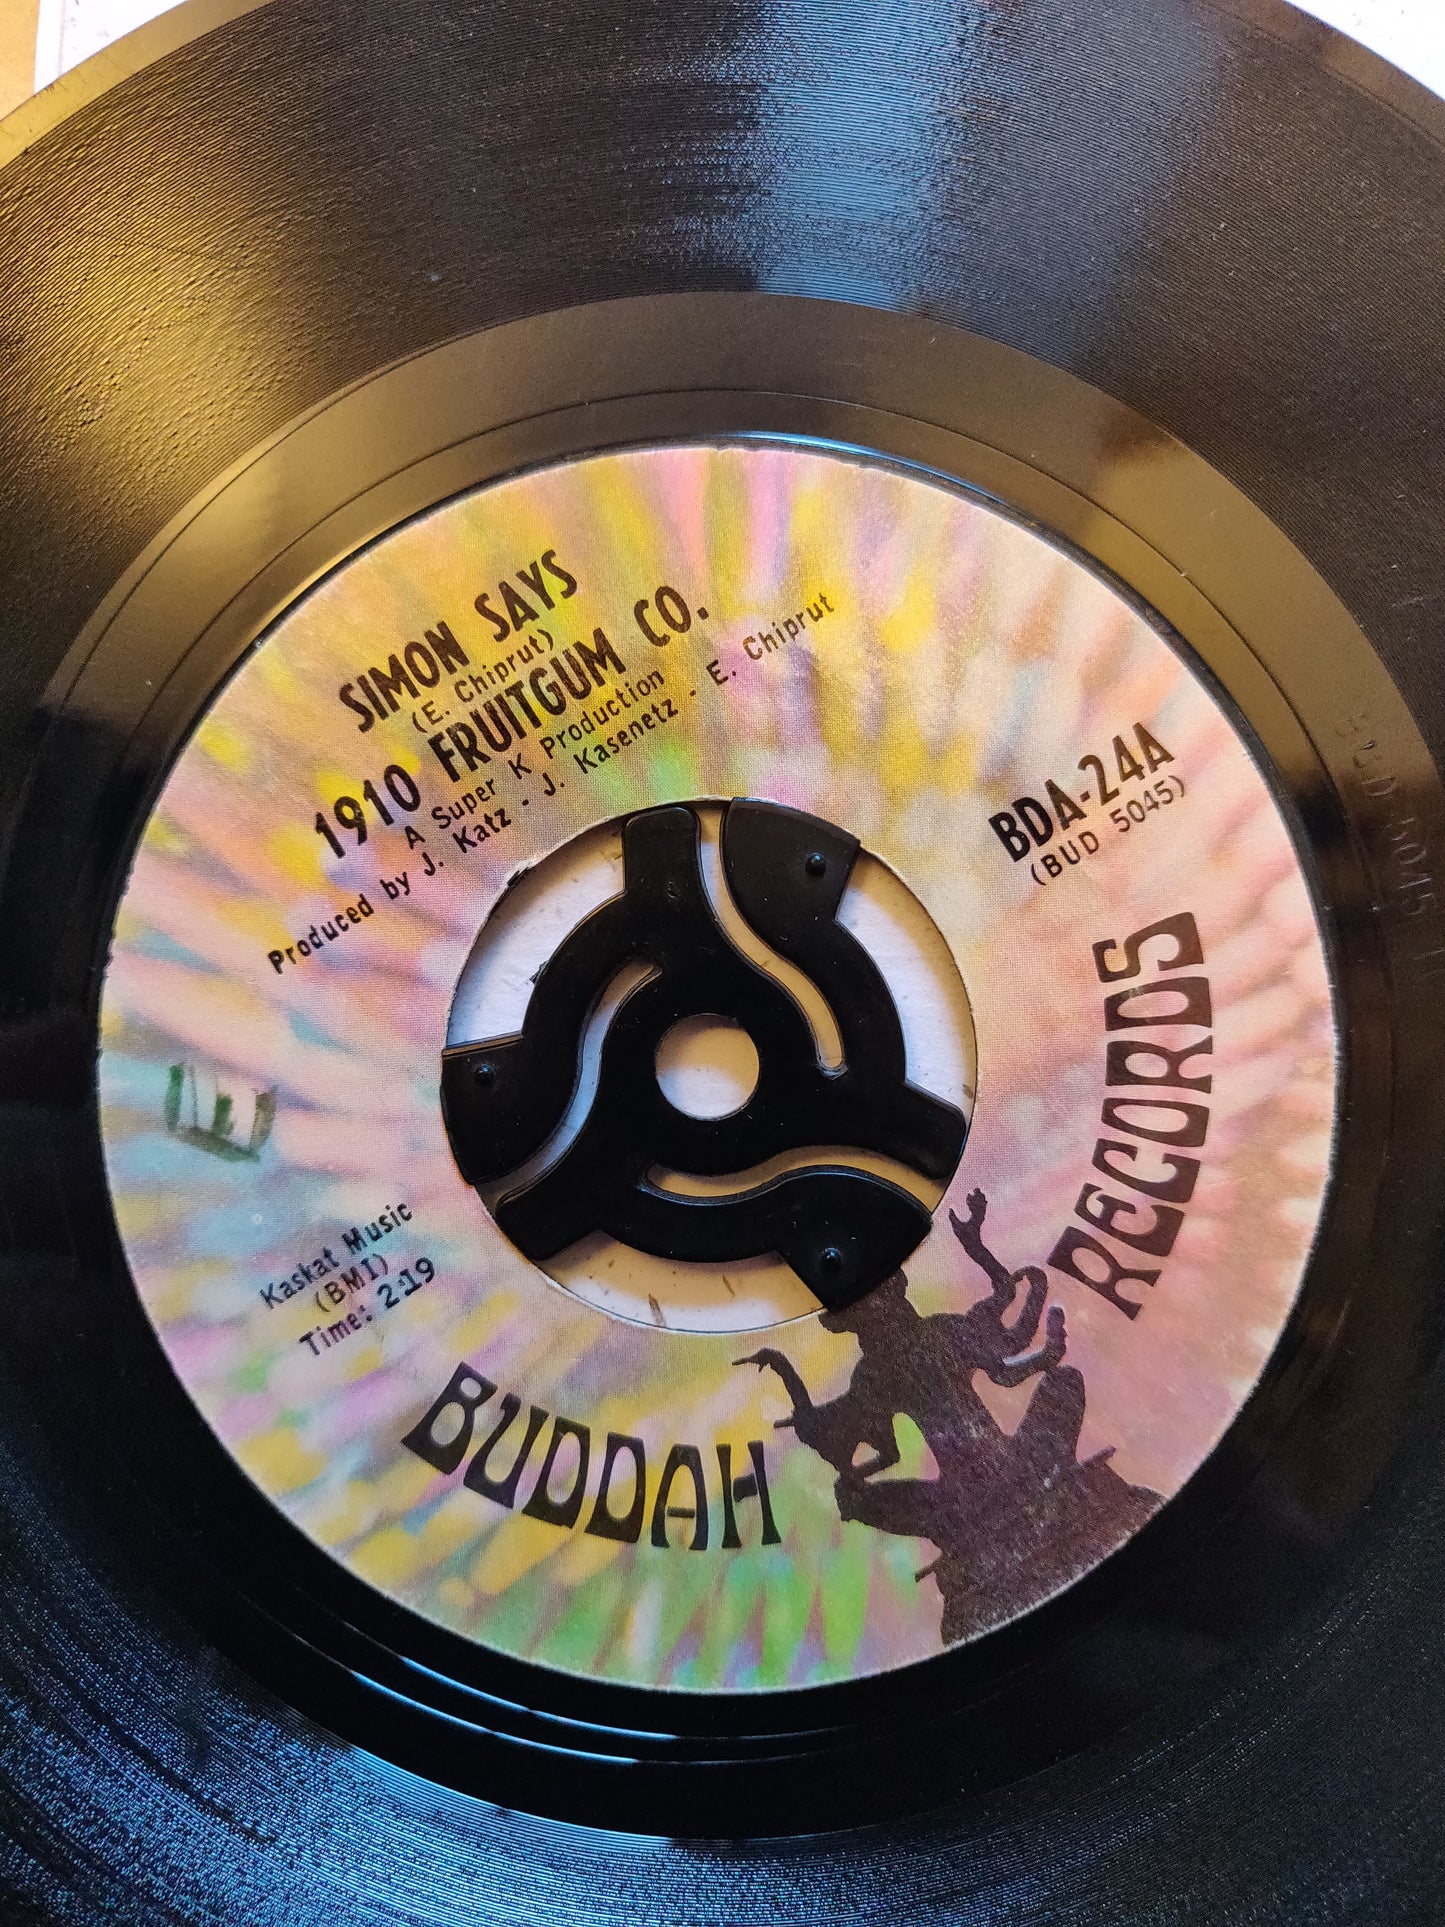 SIMON SAYS
(E. Chiprut)
1910 FRUITGUM CO.
A Super K Production
Produced by J. Katz - J. Kasenetz - E. Chiprut
BDA-24A
(BUD 5045)
Kaskat Music
(BMI)
Time: 2:19
BUDDAH RECORDS